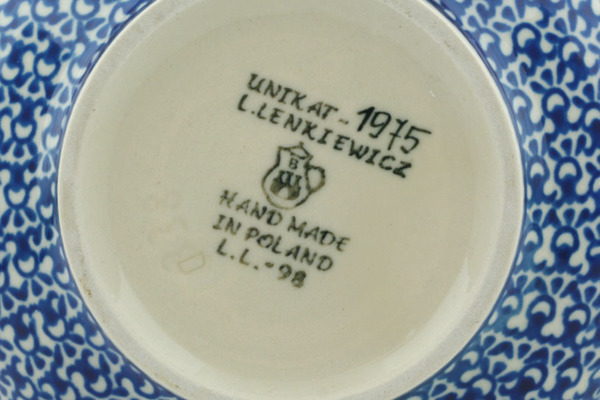 UNIKAT - 1975
L.LENKIEWICZ
B
HAND MADE
IN POLAND
L.L.-98